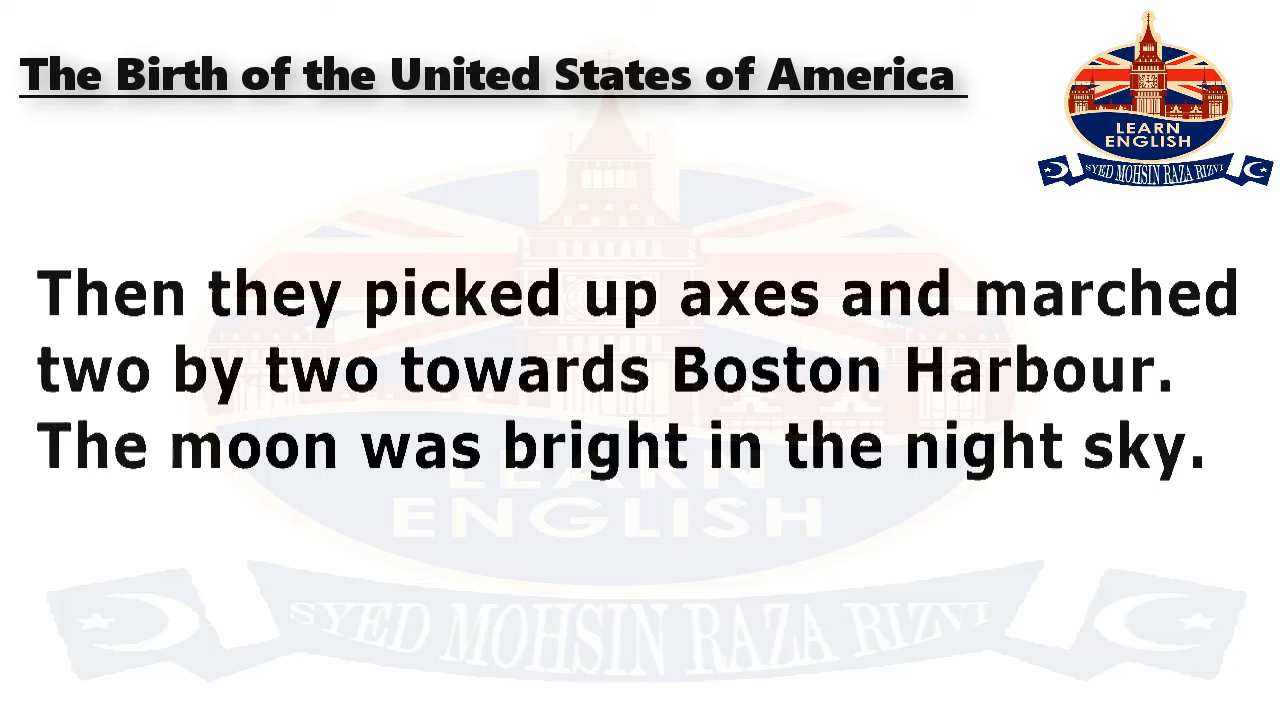 The Birth of the United States of America
LEARN
ENGLISH
SYED MOHSIN RAZA RIZVI
Then they picked up axes and marched
two by two towards Boston Harbour.
The moon was bright in the night sky.
LEARN
ENGLISH
SYED MOHSIN RAZA RIZVI